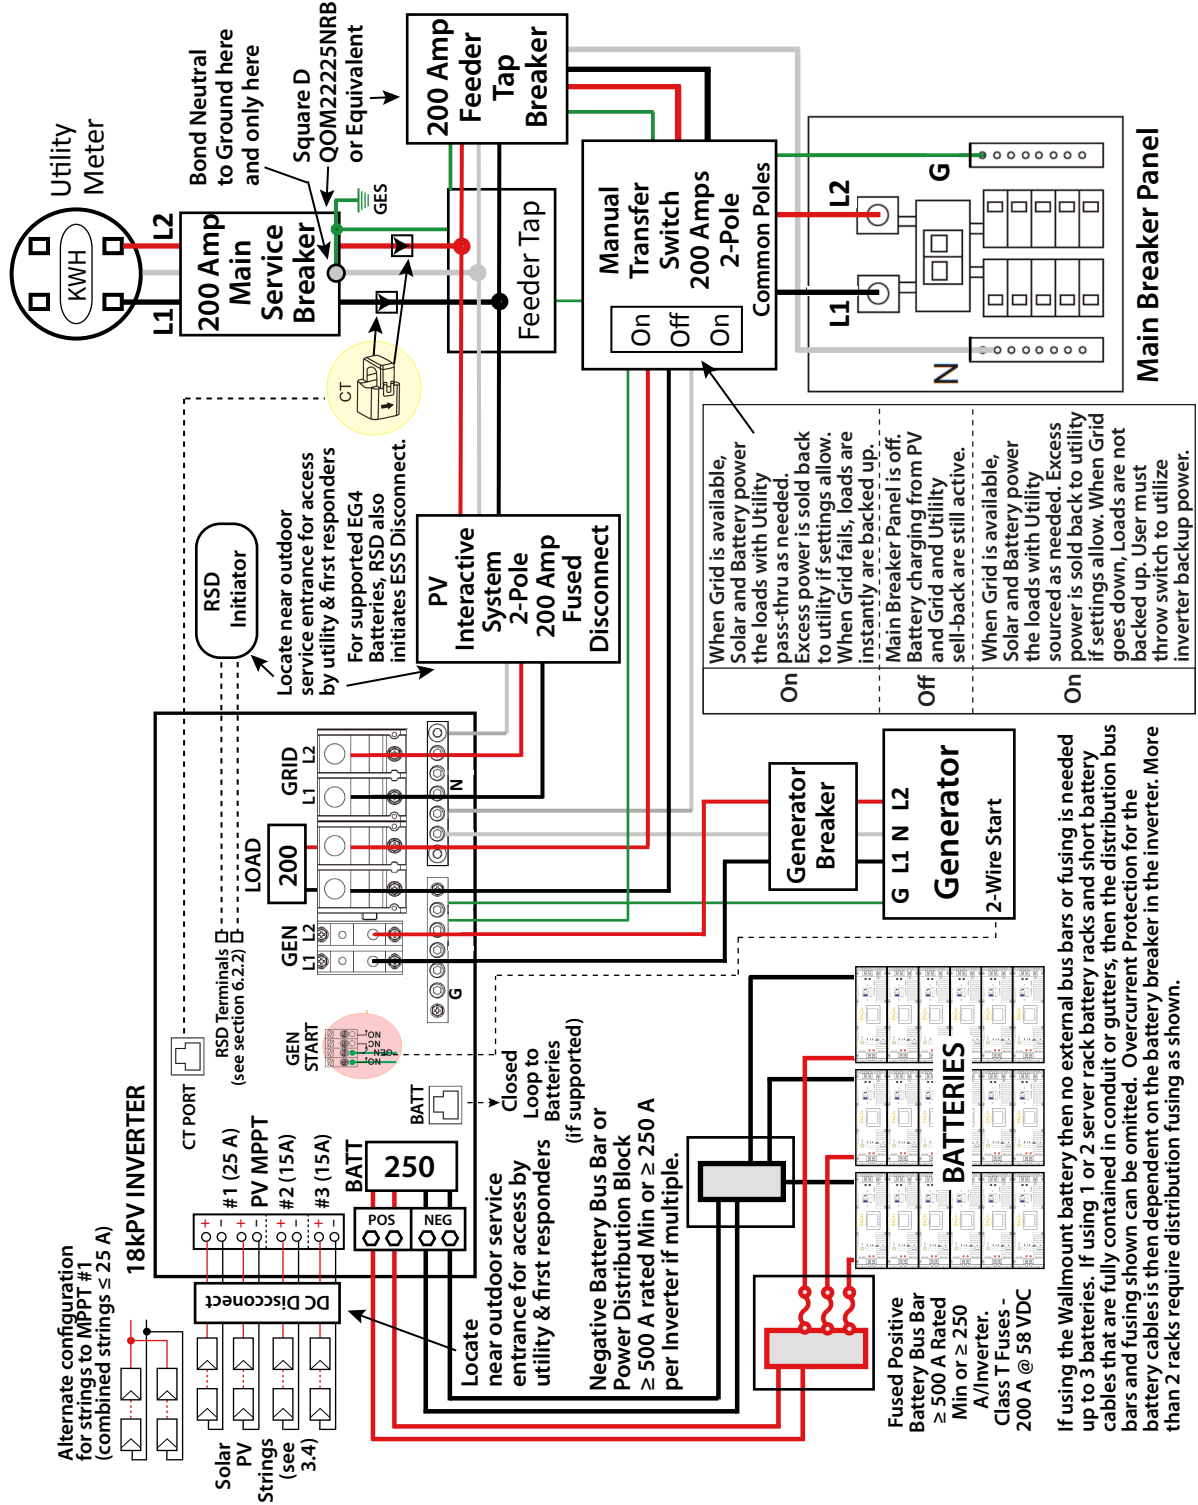 Alternate configuration
for strings to MPPT #1
(combined strings ≤ 25 A)
18kPV INVERTER
CT PORT
RSD Terminals
(see section 6.2.2)
RSD
Initiator
Locate near outdoor
service entrance for access
by utility & first responders
For supported EG4
Batteries, RSD also
initiates ESS Disconnect.
CT
Utility
Meter
KWH
L1
L2
200 Amp
Main
Service
Breaker
Bond Neutral
to Ground here
and only here
GES
Square D
QOM22225NRB
or Equivalent
200 Amp
Feeder
Tap
Breaker
Feeder Tap
Solar
PV
Strings
(see
3.4)
DC Discconect
+
−
+
−
+
−
+
−
#1 (25 A)
PV MPPT
#2 (15A)
#3 (15A)
GEN
START
NO
NC
GEN
NO
GEN
L1
L2
LOAD
200
GRID
L1
L2
N
G
PV
Interactive
System
2-Pole
200 Amp
Fused
Disconnect
Manual
Transfer
Switch
200 Amps
2-Pole
Common Poles
On
Off
On
BATT
250
POS
NEG
BATT
Closed
Loop to
Batteries
(if supported)
Locate
near outdoor service
entrance for access by
utility & first responders
Negative Battery Bus Bar or
Power Distribution Block
≥ 500 A rated Min or ≥ 250 A
per Inverter if multiple.
Generator
Breaker
G L1 N L2
Generator
2-Wire Start
On
When Grid is available,
Solar and Battery power
the loads with Utility
pass-thru as needed.
Excess power is sold back
to utility if settings allow.
When Grid fails, loads are
instantly are backed up.
Off
Main Breaker Panel is off.
Battery charging from PV
and Grid and Utility
sell-back are still active.
On
When Grid is available,
Solar and Battery power
the loads with Utility
sourced as needed. Excess
power is sold back to utility
if settings allow. When Grid
goes down, Loads are not
backed up. User must
throw switch to utilize
inverter backup power.
N
L1
L2
G
Main Breaker Panel
BATTERIES
Fused Positive
Battery Bus Bar
≥ 500 A Rated
Min or ≥ 250
A/Inverter.
Class T Fuses -
200 A @ 58 VDC
If using the Wallmount battery then no external bus bars or fusing is needed
up to 3 batteries. If using 1 or 2 server rack battery racks and short battery
cables that are fully contained in conduit or gutters, then the distribution bus
bars and fusing shown can be omitted. Overcurrent Protection for the
battery cables is then dependent on the battery breaker in the inverter. More
than 2 racks require distribution fusing as shown.